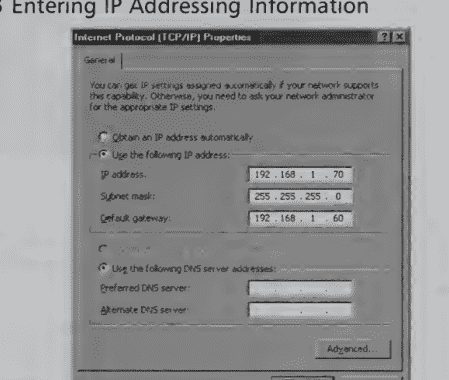 Entering IP Addressing Information
Internet Protocol (TCP/IP) Properties
General
You can get IP settings assigned automatically if your network supports
this capability. Otherwise, you need to ask your network administrator
for the appropriate IP settings.
Obtain an IP address automatically
Use the following IP address:
IP address: 192 . 168 . 1 . 70
Subnet mask: 255 . 255 . 255 . 0
Default gateway: 192 . 168 . 1 . 60
Use the following DNS server addresses:
Preferred DNS server:
Alternate DNS server:
Advanced...